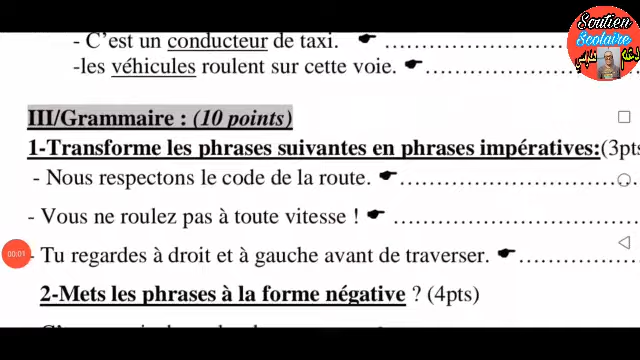 Soutien
Scolaire
- C'est un conducteur de taxi. ☛ ..............................
-les véhicules roulent sur cette voie. ☛..............................
III/Grammaire : (10 points)
1-Transforme les phrases suivantes en phrases impératives:(3pts
- Nous respectons le code de la route. ☛..............................
- Vous ne roulez pas à toute vitesse ! ☛ ..............................
00:01
- Tu regardes à droit et à gauche avant de traverser. ☛....................
2-Mets les phrases à la forme négative ? (4pts)